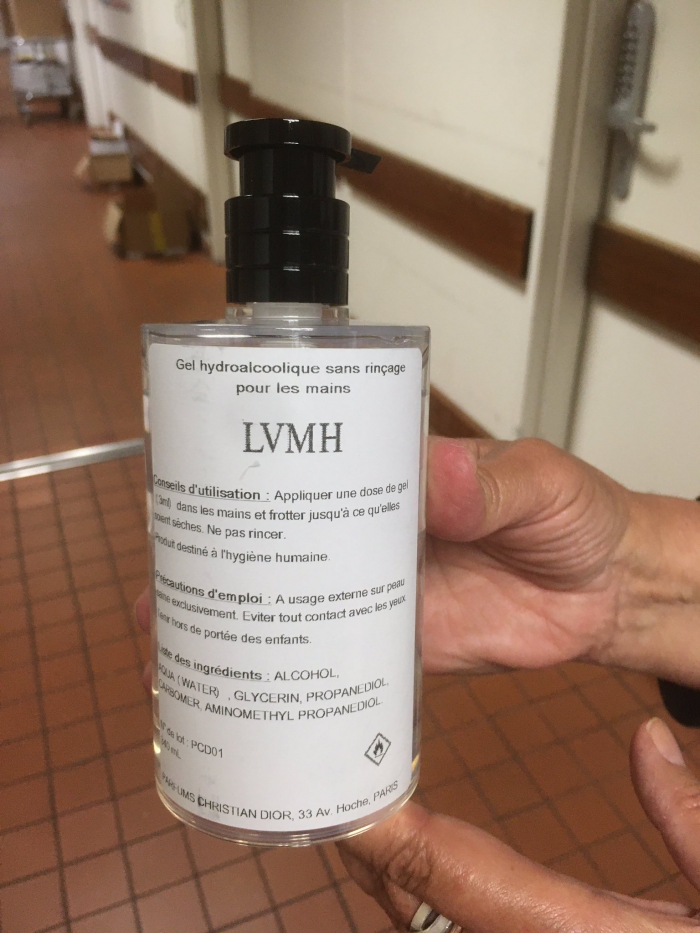 Gel hydroalcoolique sans rinçage
pour les mains
LVMH
Conseils d'utilisation : Appliquer une dose de gel
(3ml) dans les mains et frotter jusqu'à ce qu'elles
soient sèches. Ne pas rincer.
Produit destiné à l'hygiène humaine.
Précautions d'emploi : A usage externe sur peau
saine exclusivement. Eviter tout contact avec les yeux.
Tenir hors de portée des enfants.
Liste des ingrédients : ALCOHOL,
AQUA (WATER) , GLYCERIN, PROPANEDIOL,
CARBOMER, AMINOMETHYL PROPANEDIOL.
N° de lot : PCD01
mL
PARFUMS CHRISTIAN DIOR, 33 Av. Hoche, PARIS